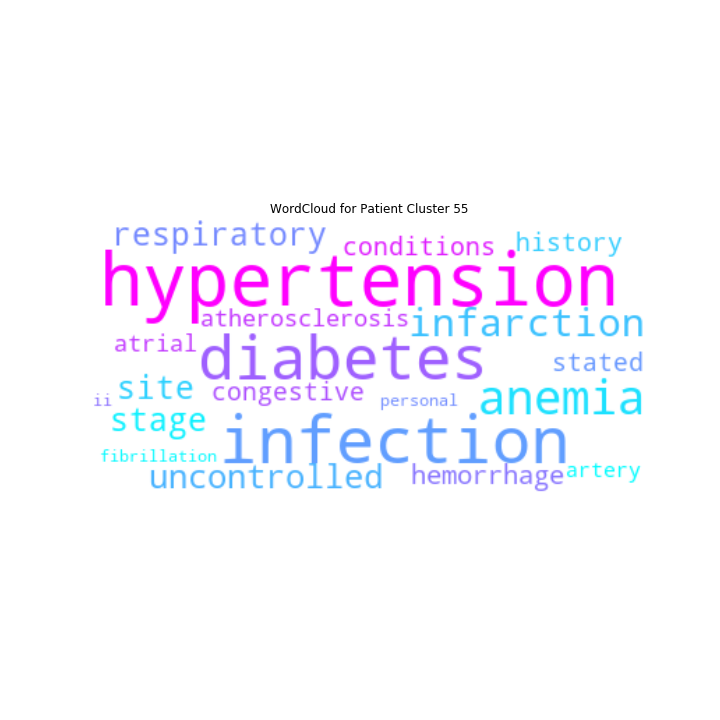 WordCloud for Patient Cluster 55
respiratory conditions history
hypertension
atherosclerosis infarction
atrial diabetes stated
site congestive personal anemia
ii
stage infection
fibrillation
uncontrolled hemorrhage artery